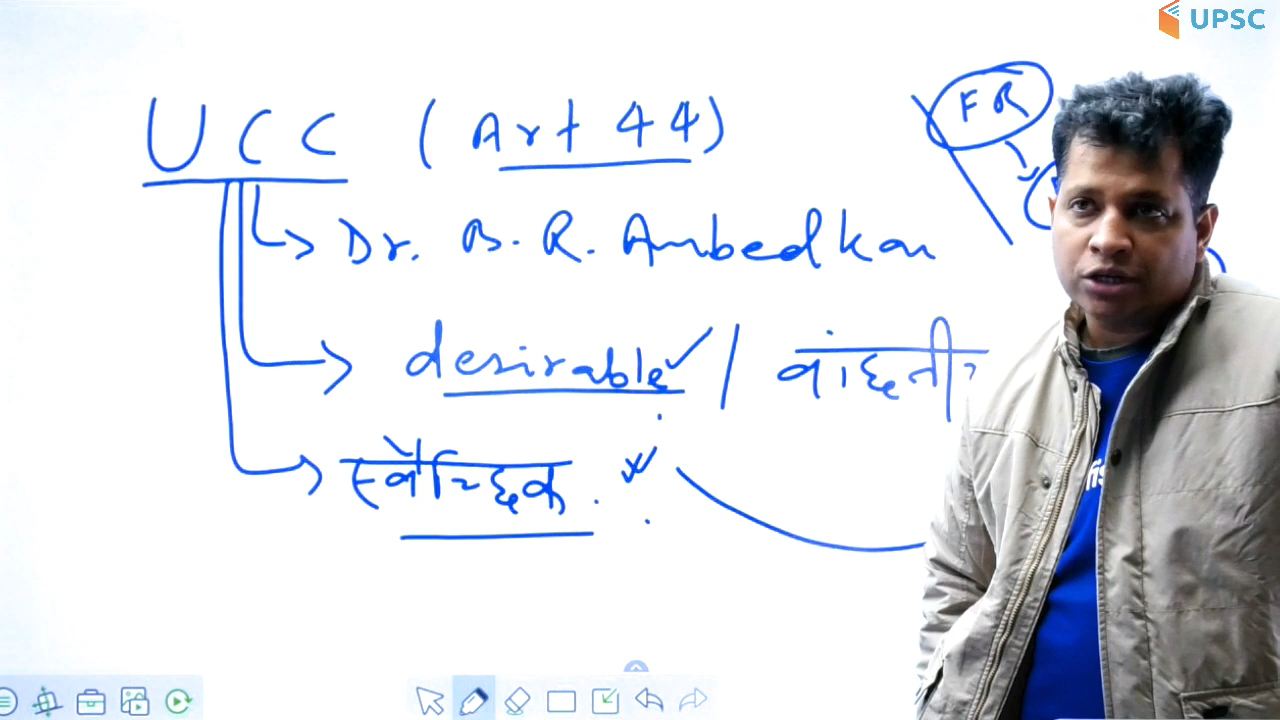 UPSC
UCC (Art 44)
FR
Dr. B. R. Ambedkar
desirable / वांछनीय
स्वैच्छिक